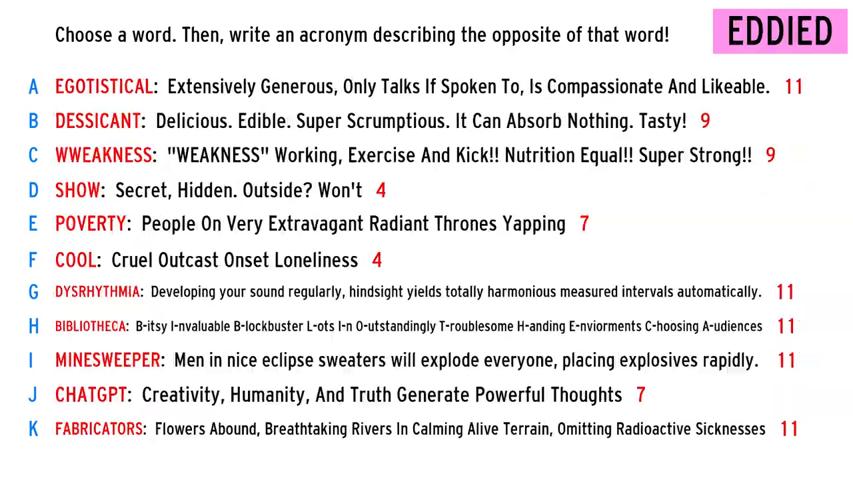 Choose a word. Then, write an acronym describing the opposite of that word! EDDIED
A EGOTISTICAL: Extensively Generous, Only Talks If Spoken To, Is Compassionate And Likeable. 11
B DESSICANT: Delicious. Edible. Super Scrumptious. It Can Absorb Nothing. Tasty! 9
C WWEAKNESS: "WEAKNESS" Working, Exercise And Kick!! Nutrition Equal!! Super Strong!! 9
D SHOW: Secret, Hidden. Outside? Won't 4
E POVERTY: People On Very Extravagant Radiant Thrones Yapping 7
F COOL: Cruel Outcast Onset Loneliness 4
G DYSRHYTHMIA: Developing your sound regularly, hindsight yields totally harmonious measured intervals automatically. 11
H BIBLIOTHECA: B-itsy I-nvaluable B-lockbuster L-ots I-n O-utstandingly T-roublesome H-anding E-nviorments C-hoosing A-udiences 11
I MINESWEEPER: Men in nice eclipse sweaters will explode everyone, placing explosives rapidly. 11
J CHATGPT: Creativity, Humanity, And Truth Generate Powerful Thoughts 7
K FABRICATORS: Flowers Abound, Breathtaking Rivers In Calming Alive Terrain, Omitting Radioactive Sicknesses 11